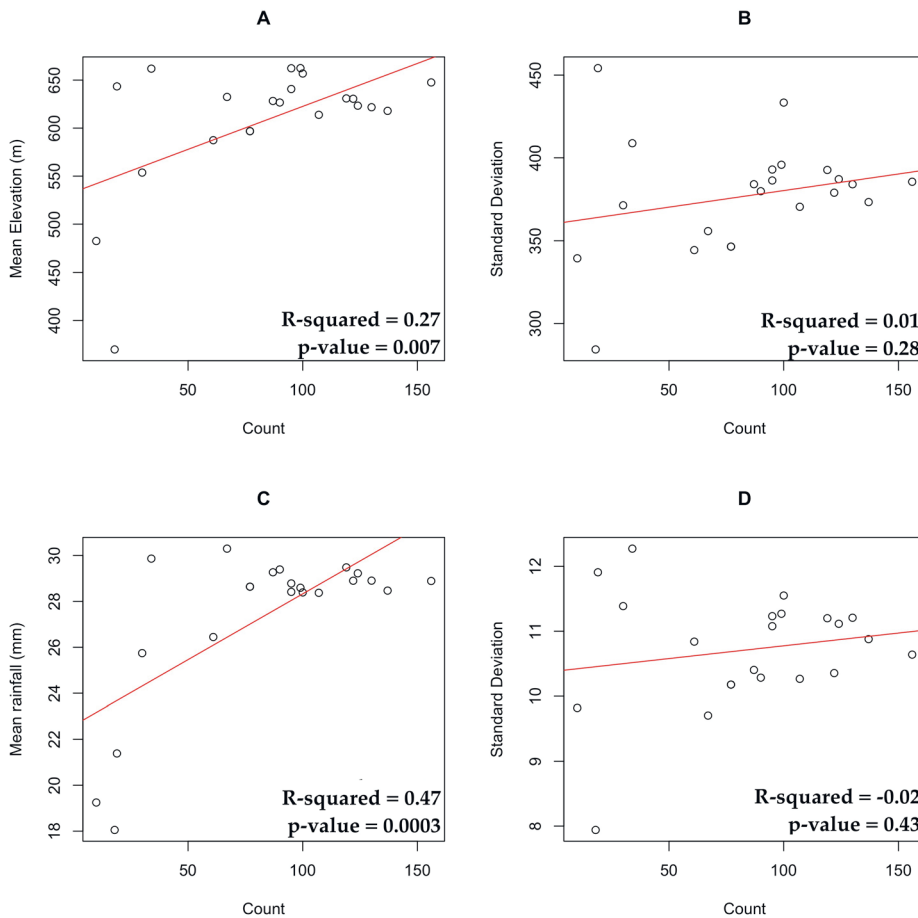 A
Mean Elevation (m)
650
600
550
500
450
400
R-squared = 0.27
p-value = 0.007
50
100
150
Count
B
Standard Deviation
450
400
350
300
R-squared = 0.01
p-value = 0.28
50
100
150
Count
C
Mean rainfall (mm)
30
28
26
24
22
20
18
R-squared = 0.47
p-value = 0.0003
50
100
150
Count
D
Standard Deviation
12
11
10
9
8
R-squared = -0.02
p-value = 0.43
50
100
150
Count